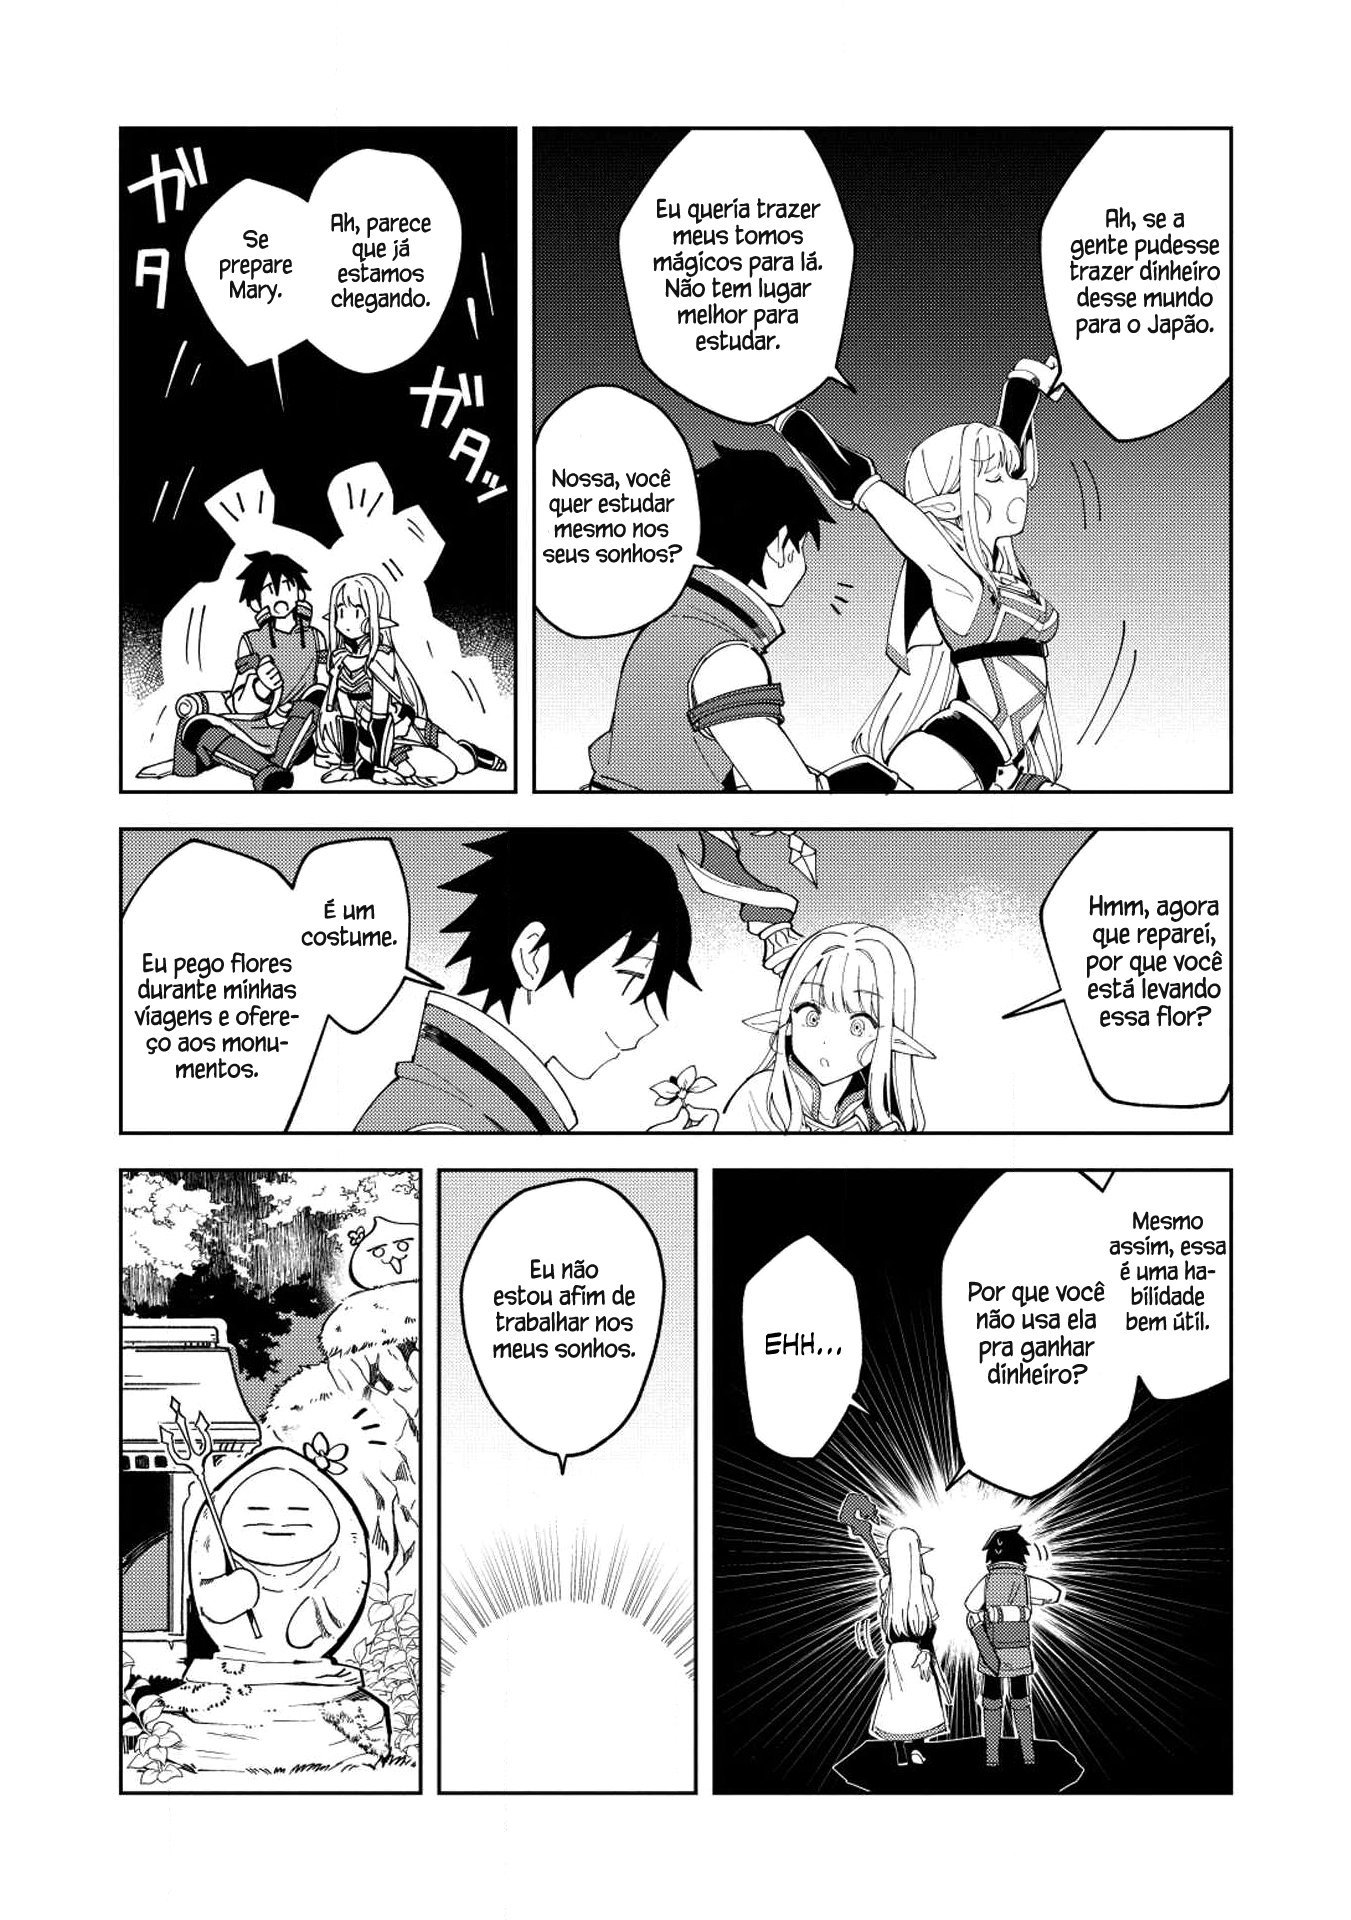 Ah, se a
gente pudesse
trazer dinheiro
desse mundo
para o Japão.
Eu queria trazer
meus tomos
mágicos para lá.
Não tem lugar
melhor para
estudar.
Nossa, você
quer estudar
mesmo nos
seus sonhos?
Ah, parece
que já
estamos
chegando.
Se
prepare
Mary.
ガタ
ガタッ
Hmm, agora
que reparei,
por que você
está levando
essa flor?
É um
costume.
Eu pego flores
durante minhas
viagens e ofere-
ço aos monu-
mentos.
Mesmo
assim, essa
é uma ha-
bilidade
bem útil.
Por que você
não usa ela
pra ganhar
dinheiro?
EHH...
Eu não
estou afim de
trabalhar nos
meus sonhos.